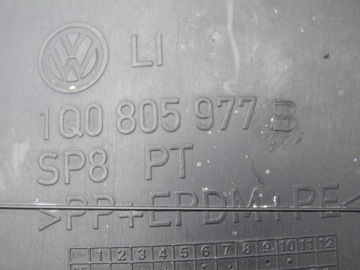 LI
1Q0 805 977 B
SP8 PT
>PP+EPDM+PE<
1 2 3 4 5 6 7 8 9 10 11 12